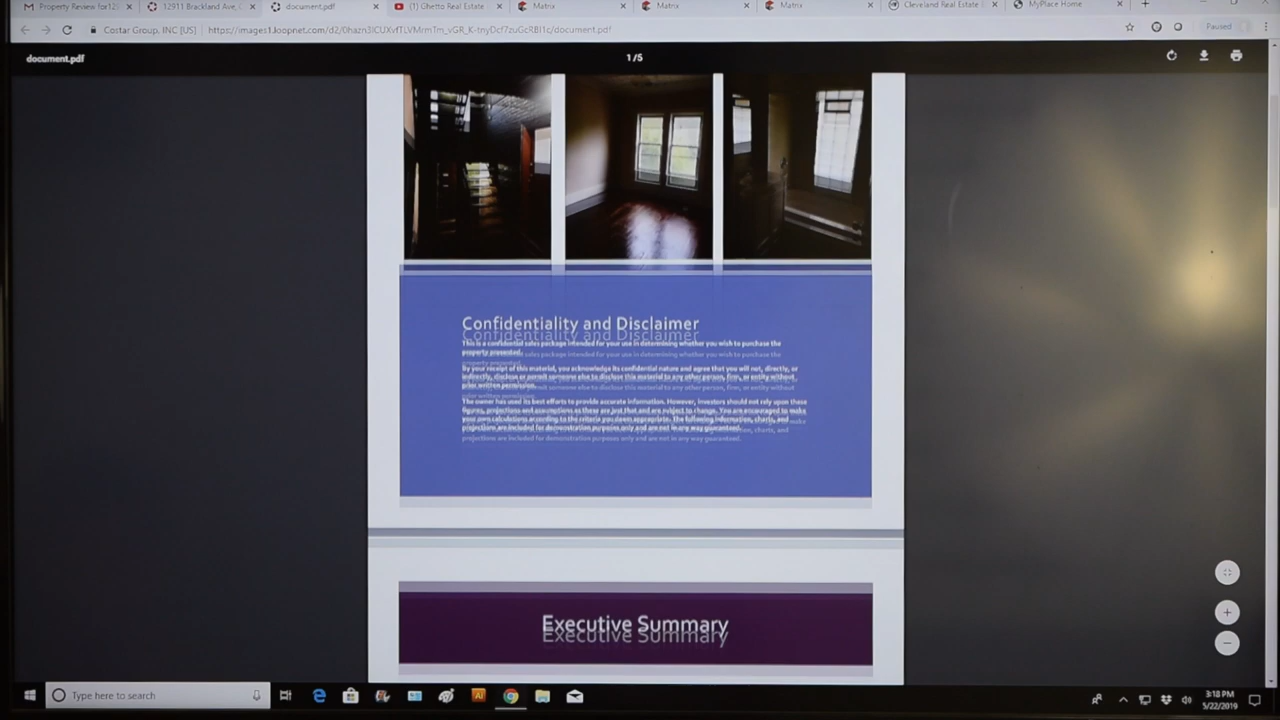 Property Review for12
32911 Brackland Ave, C
document.pdf
(1) Ghetto Real Estate
Matrix
Matrix
Matrix
Cleveland Real Estate
MyPlace Home
Costar Group, INC [US]
Paused
document.pdf
1/5
Confidentiality and Disclaimer
This is a confidential sales package intended for your use in determining whether you wish to purchase the
property presented.
By your receipt of this material, you acknowledge its confidential nature and agree that you will not, directly, or
indirectly, disclose or permit someone else to disclose this material to any other person, firm, or entity without
prior written permission.
The owner has used its best efforts to provide accurate information. However, investors should not rely upon these
figures, projections and assumptions as these are just that and are subject to change. You are encouraged to make
your own calculations according to the criteria you deem appropriate. The following information, charts, and
projections are included for demonstration purposes only and are not in any way guaranteed.
Executive Summary
Type here to search
Ai
3:18 PM
5/22/2019